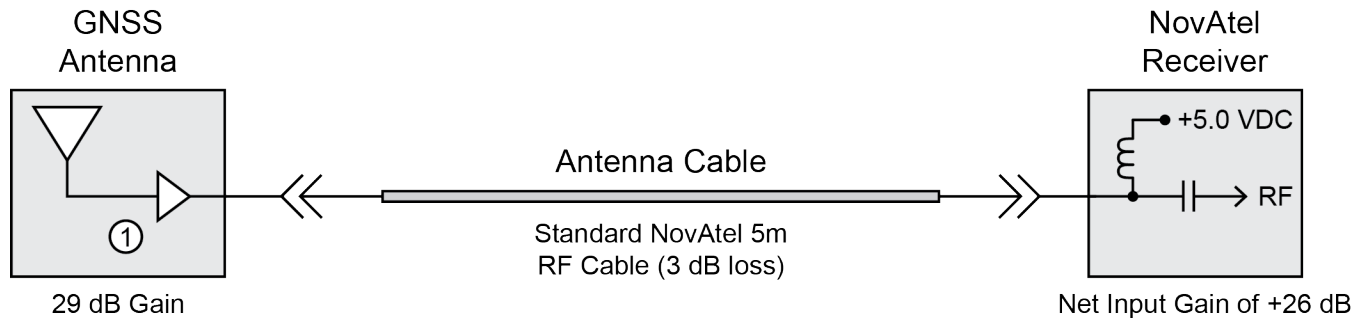 GNSS
Antenna
1
29 dB Gain
Antenna Cable
Standard NovAtel 5m
RF Cable (3 dB loss)
NovAtel
Receiver
+5.0 VDC
RF
Net Input Gain of +26 dB